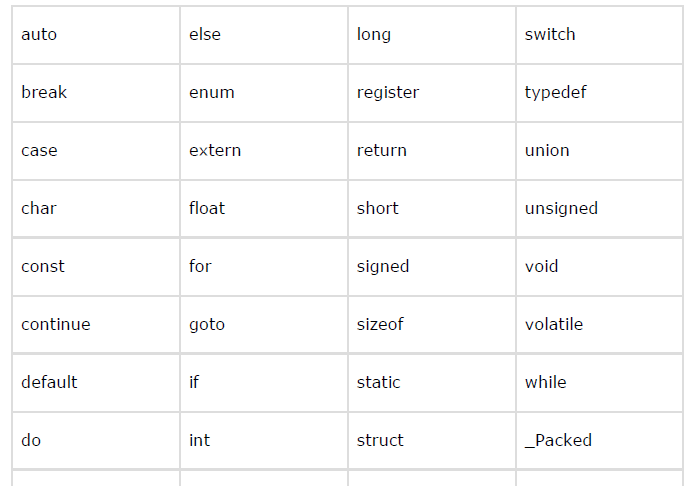 auto else long switch
break enum register typedef
case extern return union
char float short unsigned
const for signed void
continue goto sizeof volatile
default if static while
do int struct _Packed